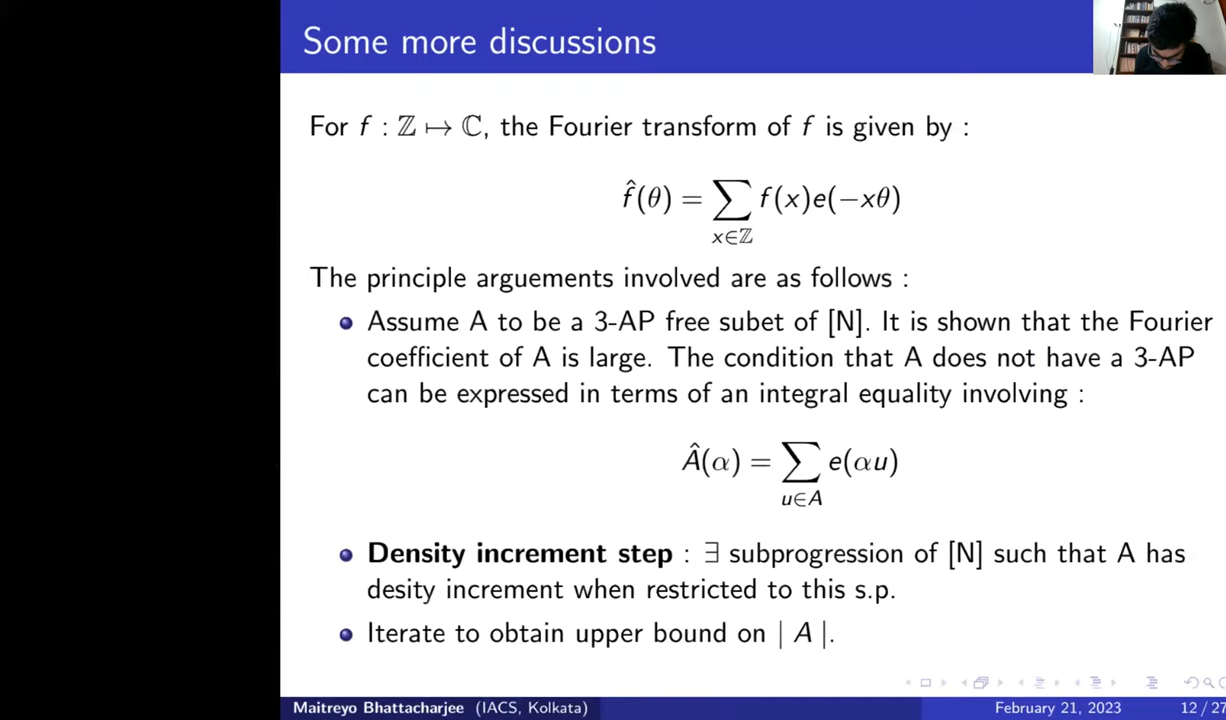 Some more discussions
For f : ℤ ↦ ℂ, the Fourier transform of f is given by :
f̂(θ) = ∑ f(x)e(−xθ)
x∈ℤ
The principle arguements involved are as follows :
Assume A to be a 3-AP free subet of [N]. It is shown that the Fourier
coefficient of A is large. The condition that A does not have a 3-AP
can be expressed in terms of an integral equality involving :
Â(α) = ∑ e(αu)
u∈A
Density increment step : ∃ subprogression of [N] such that A has
desity increment when restricted to this s.p.
Iterate to obtain upper bound on | A |.
Maitreyo Bhattacharjee (IACS, Kolkata) February 21, 2023 12 / 27